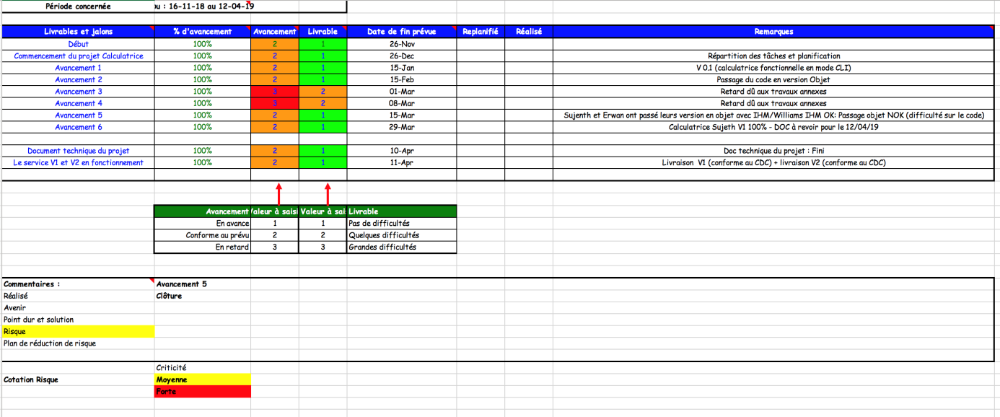 Période concernée : 16-11-18 au 12-04-19
Livrables et jalons % d'avancement Avancement Livrable Date de fin prévue Replanifié Réalisé Remarques
Début 100% 2 1 26-Nov
Commencement du projet Calculatrice 100% 2 1 26-Dec Répartition des tâches et planification
Avancement 1 100% 2 1 15-Jan V 0.1 (calculatrice fonctionnelle en mode CLI)
Avancement 2 100% 2 1 15-Feb Passage du code en version Objet
Avancement 3 100% 3 2 01-Mar Retard dû aux travaux annexes
Avancement 4 100% 3 2 08-Mar Retard dû aux travaux annexes
Avancement 5 100% 2 1 15-Mar Sujenth et Erwan ont passé leurs version en objet avec IHM/Williams IHM OK: Passage objet NOK (difficulté sur le code)
Avancement 6 100% 2 1 29-Mar Calculatrice Sujeth V1 100% - DOC à revoir pour le 12/04/19
Document technique du projet 100% 2 1 10-Apr Doc technique du projet : Fini
Le service V1 et V2 en fonctionnement 100% 2 1 11-Apr Livraison V1 (conforme au CDC) + livraison V2 (conforme au CDC)
Avancement aleur à saisi Valeur à sai Livrable
En avance 1 1 Pas de difficultés
Conforme au prévu 2 2 Quelques difficultés
En retard 3 3 Grandes difficultés
Commentaires : Avancement 5
Réalisé Clôture
Avenir
Point dur et solution
Risque
Plan de réduction de risque
Criticité
Cotation Risque Moyenne
Forte